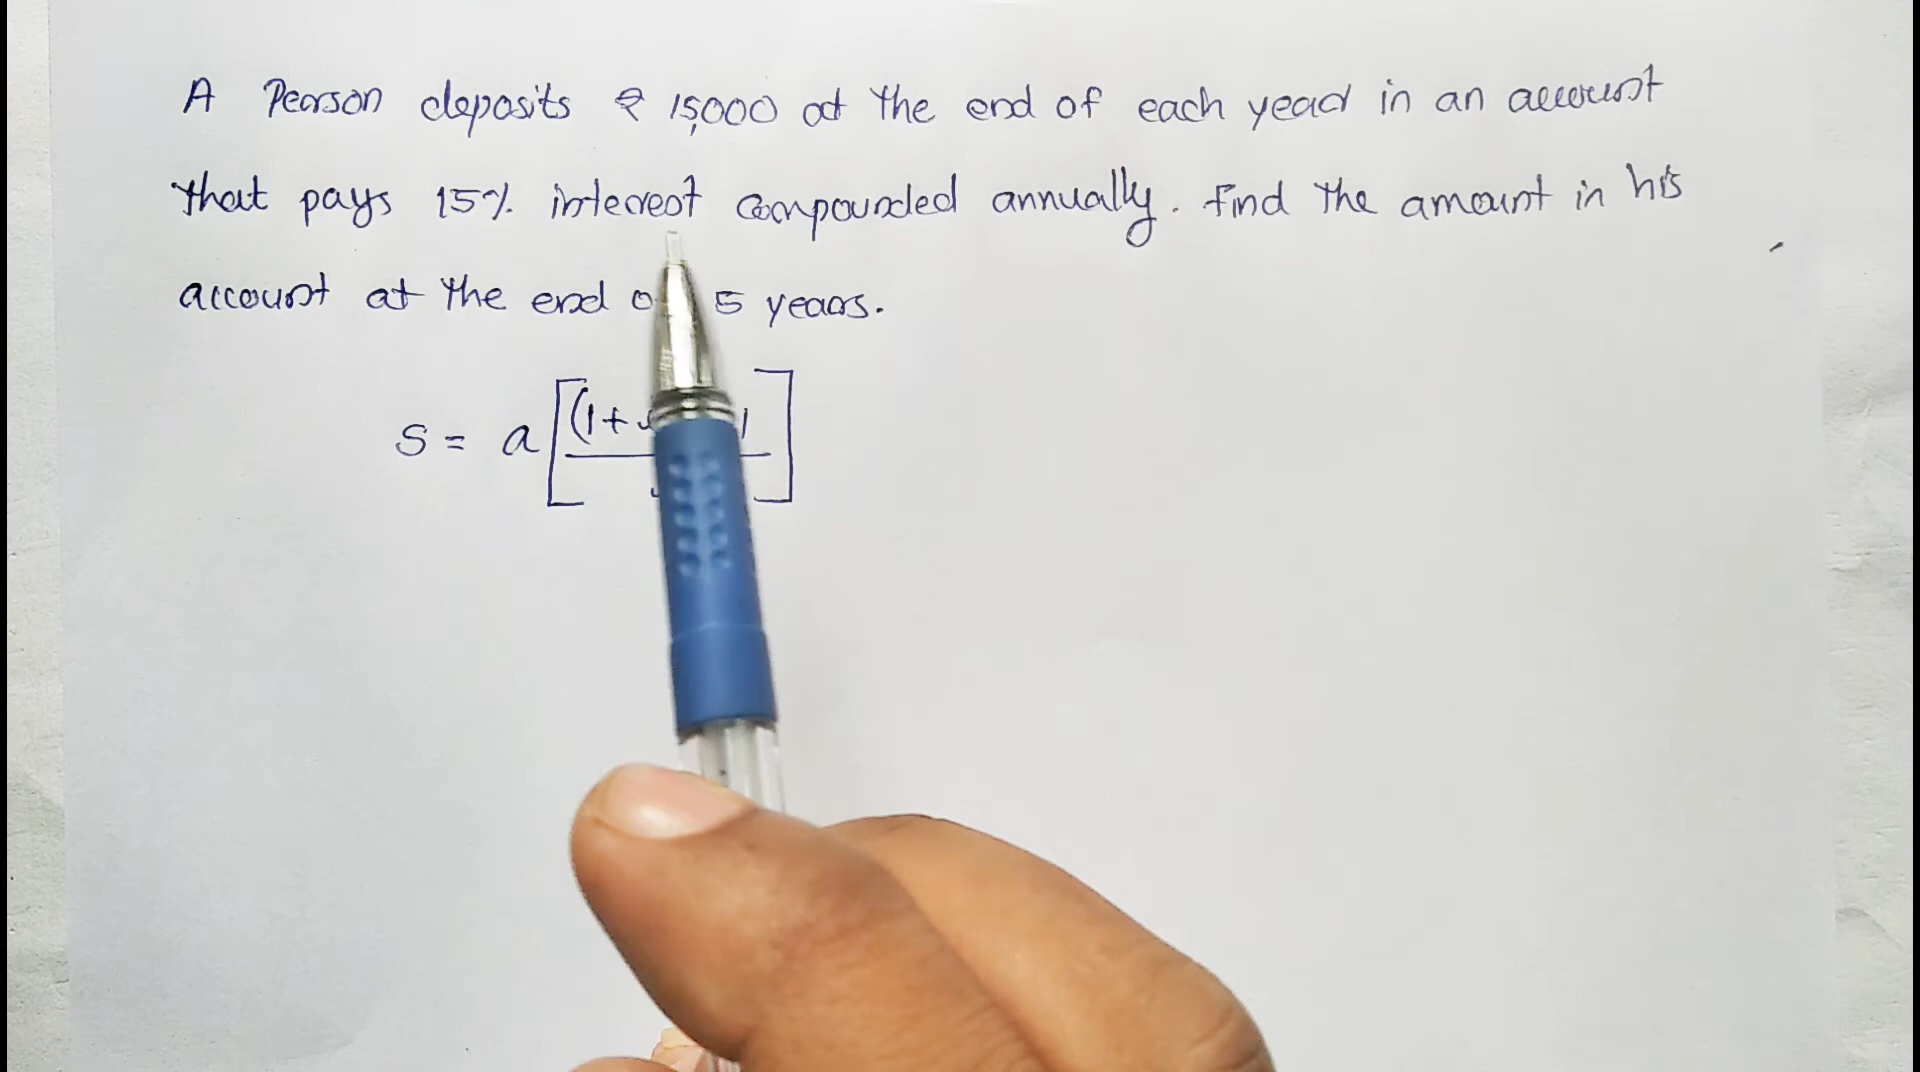 A Person deposits ₹ 15,000 at the end of each year in an account
that pays 15% interest compounded annually. Find the amount in his
account at the end 5 years.
S = a [(1+ 1]